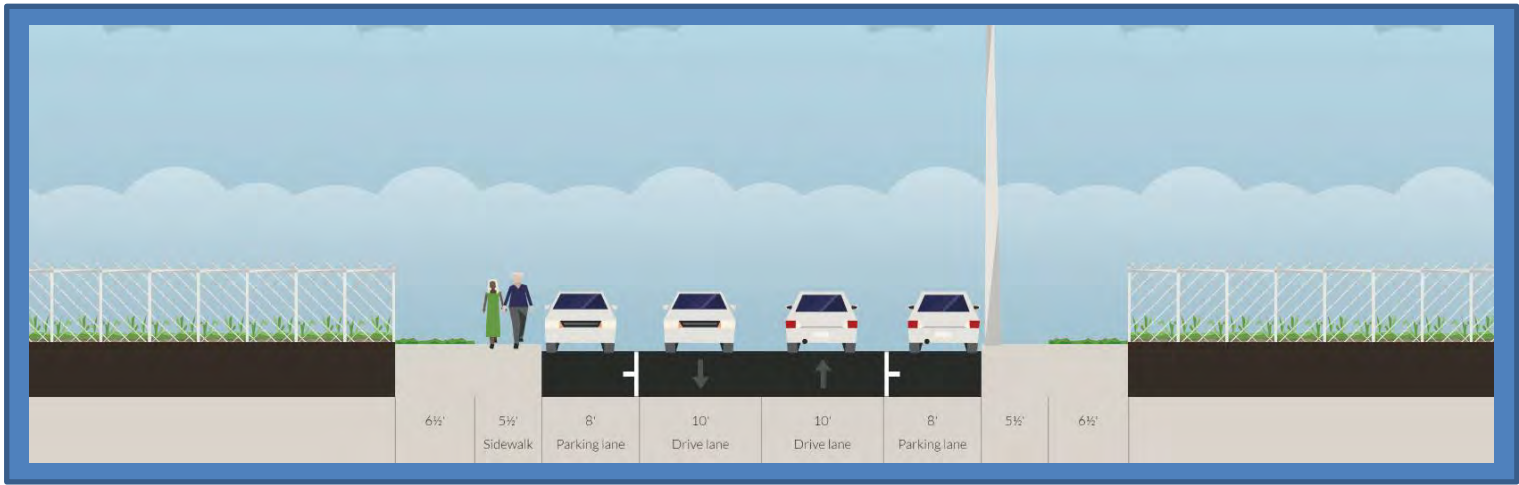 6½' 5½' 8' 10' 10' 8' 5½' 6½'
Sidewalk Parking lane Drive lane Drive lane Parking lane